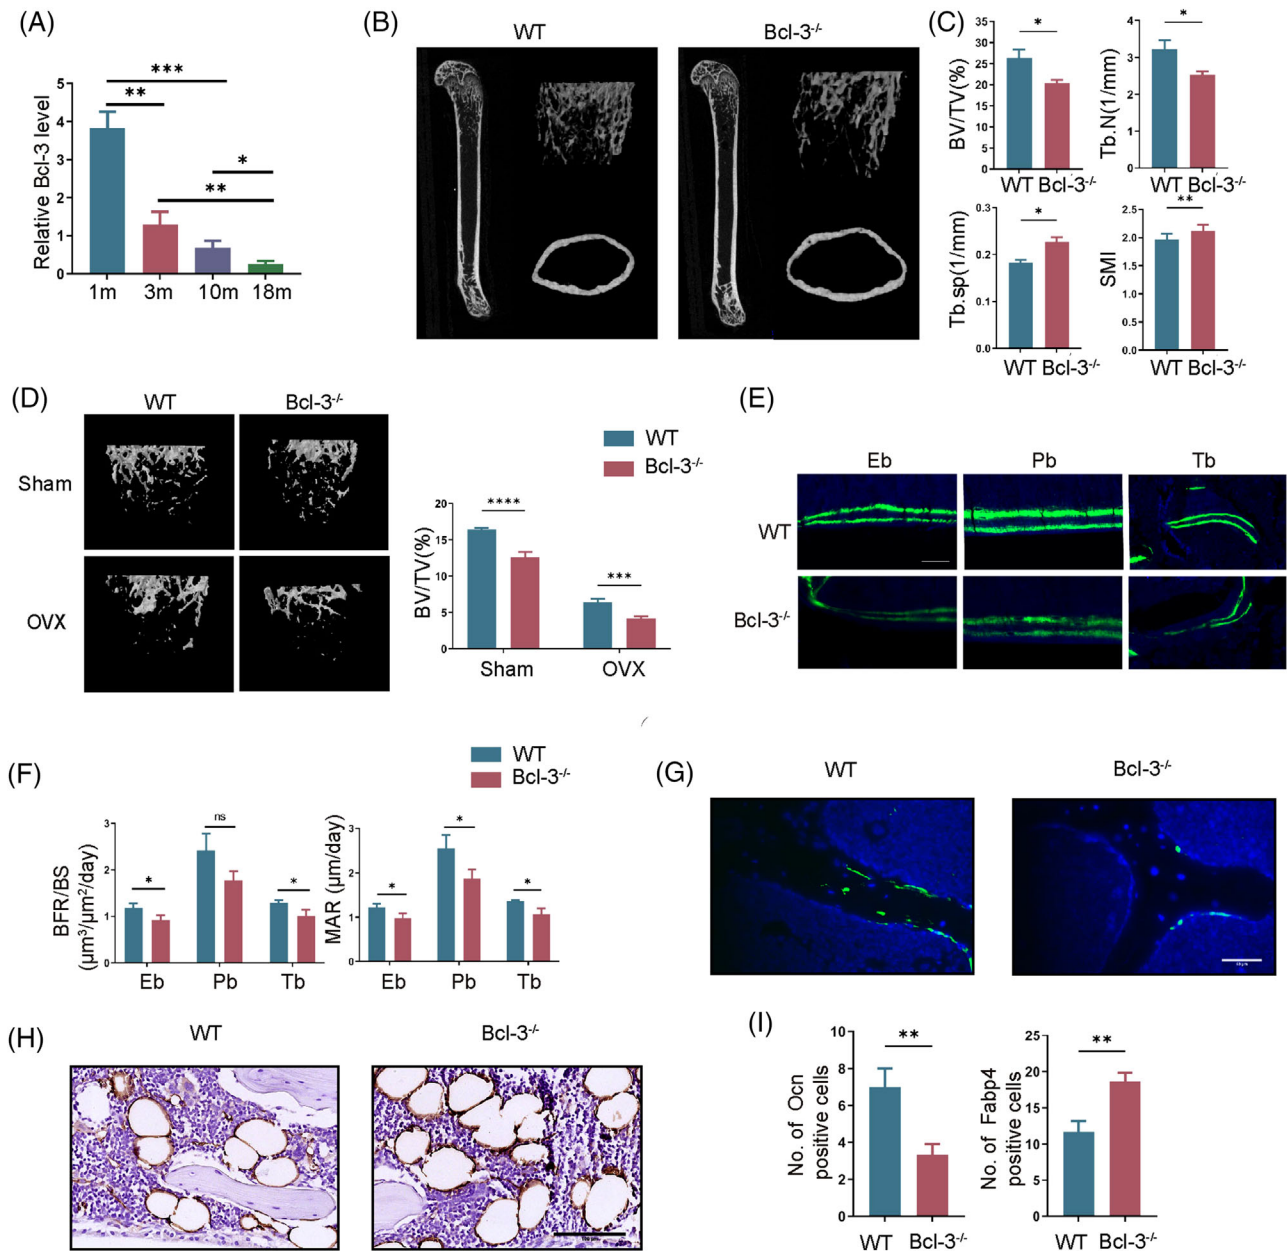 (A)
***
**
*
**
Relative Bcl-3 level
5
4
3
2
1
0
1m 3m 10m 18m
(B)
WT Bcl-3-/-
(C)
*
BV/TV(%)
35
30
25
20
15
10
5
0
WT Bcl-3-/-
*
Tb.N(1/mm)
4
3
2
1
0
WT Bcl-3-/-
*
Tb.sp(1/mm)
0.3
0.2
0.1
0.0
WT Bcl-3-/-
**
SMI
2.5
2.0
1.5
1.0
0.5
0.0
WT Bcl-3-/-
(D)
WT Bcl-3-/-
Sham
OVX
WT
Bcl-3-/-
****
***
BV/TV(%)
20
15
10
5
0
Sham OVX
(E)
Eb Pb Tb
WT
Bcl-3-/-
(F)
WT
Bcl-3-/-
BFR/BS
(μm3/μm2/day)
3
2
1
0
* ns *
Eb Pb Tb
MAR (μm/day)
3
2
1
0
* * *
Eb Pb Tb
(G)
WT Bcl-3-/-
(H)
WT Bcl-3-/-
(I)
**
No. of Ocn
positive cells
10
8
6
4
2
0
WT Bcl-3-/-
**
No. of Fabp4
positive cells
25
20
15
10
5
0
WT Bcl-3-/-